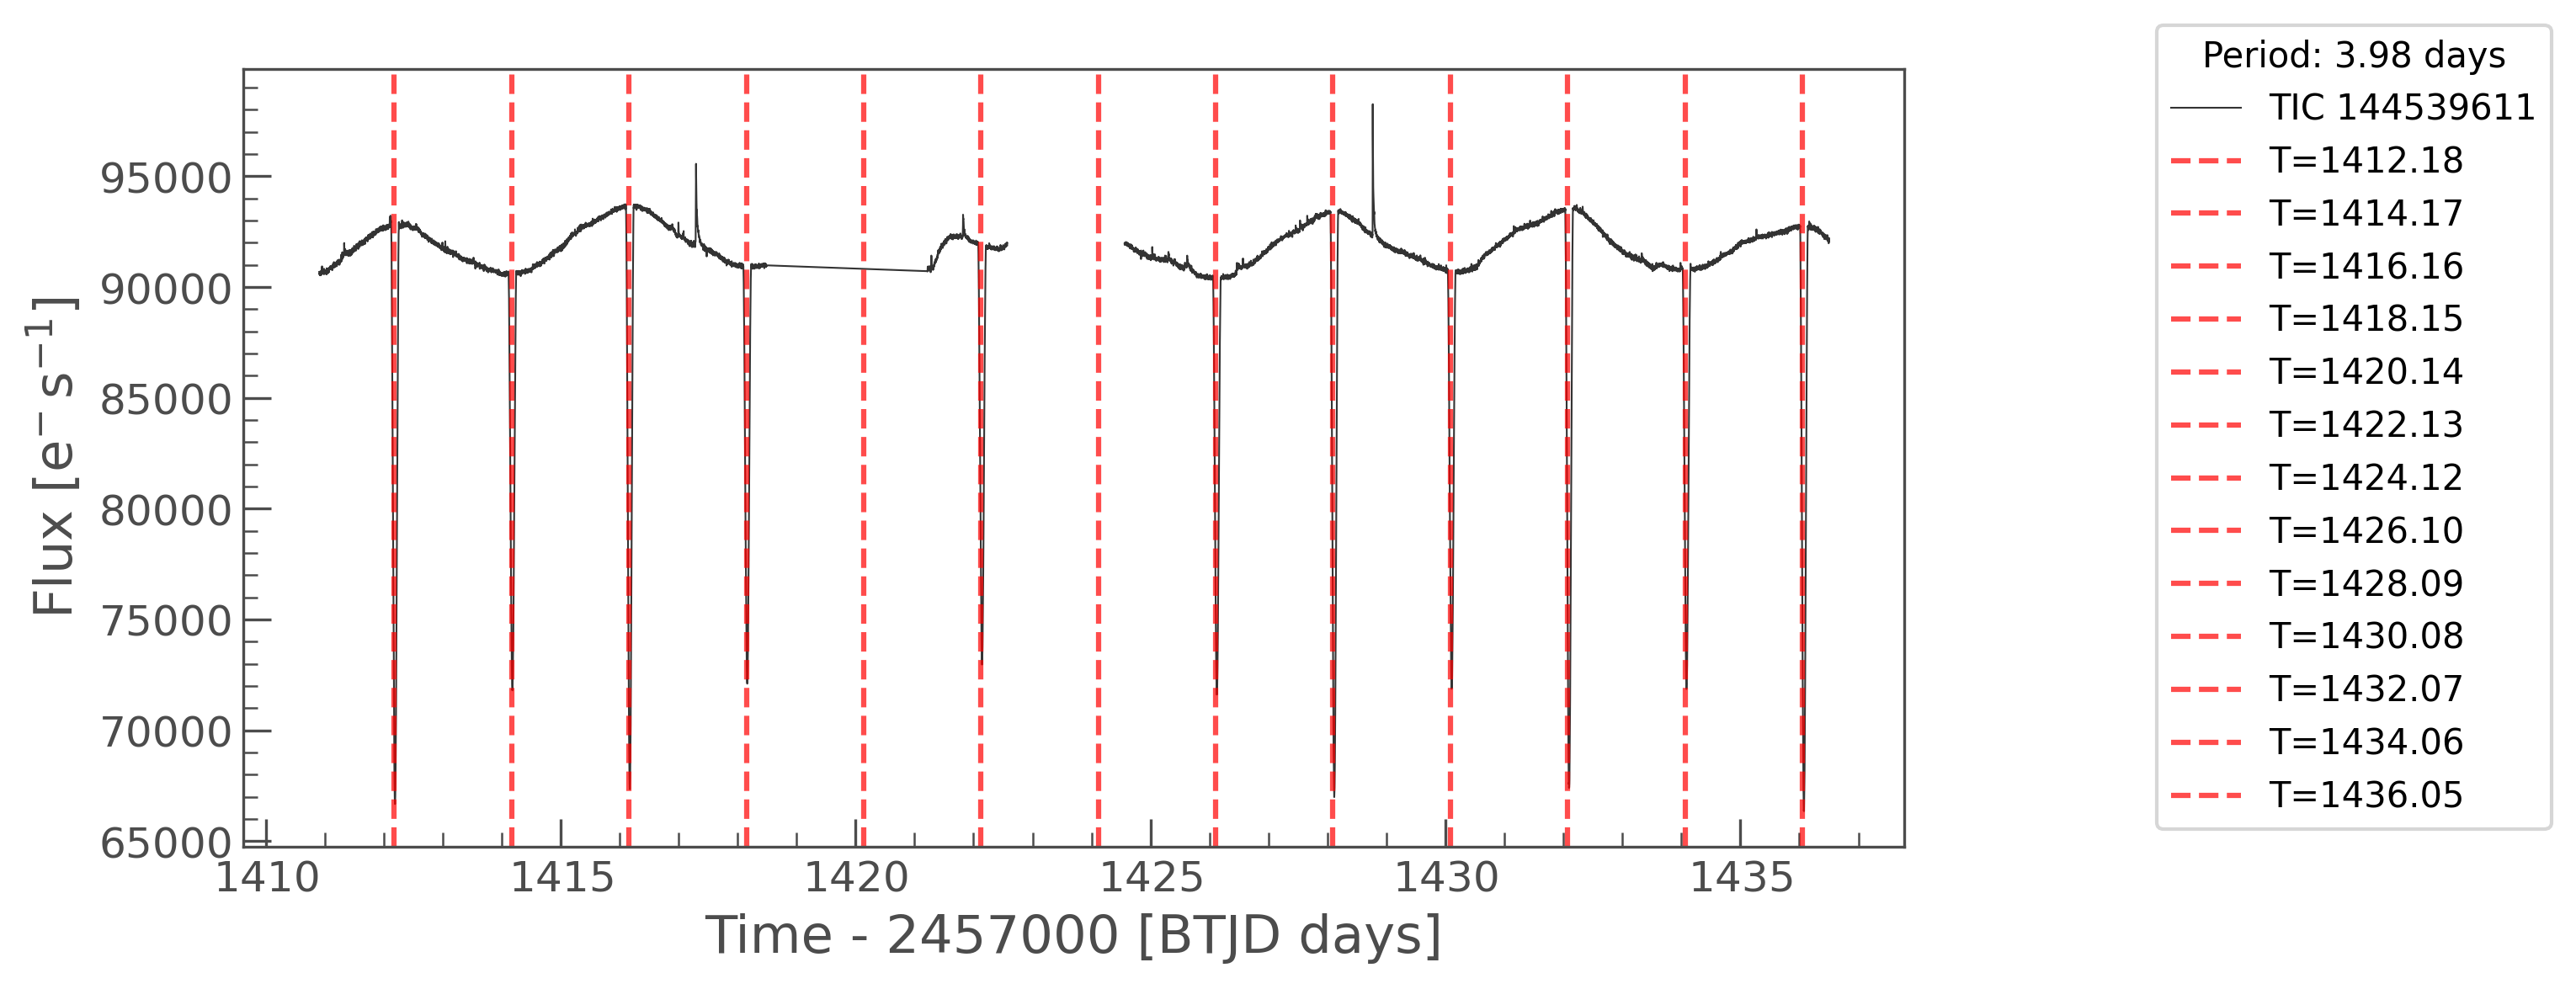 Period: 3.98 days
TIC 144539611
T=1412.18
T=1414.17
T=1416.16
T=1418.15
T=1420.14
T=1422.13
T=1424.12
T=1426.10
T=1428.09
T=1430.08
T=1432.07
T=1434.06
T=1436.05
95000
90000
85000
80000
75000
70000
65000
Flux [e⁻ s⁻¹]
1410 1415 1420 1425 1430 1435
Time - 2457000 [BTJD days]